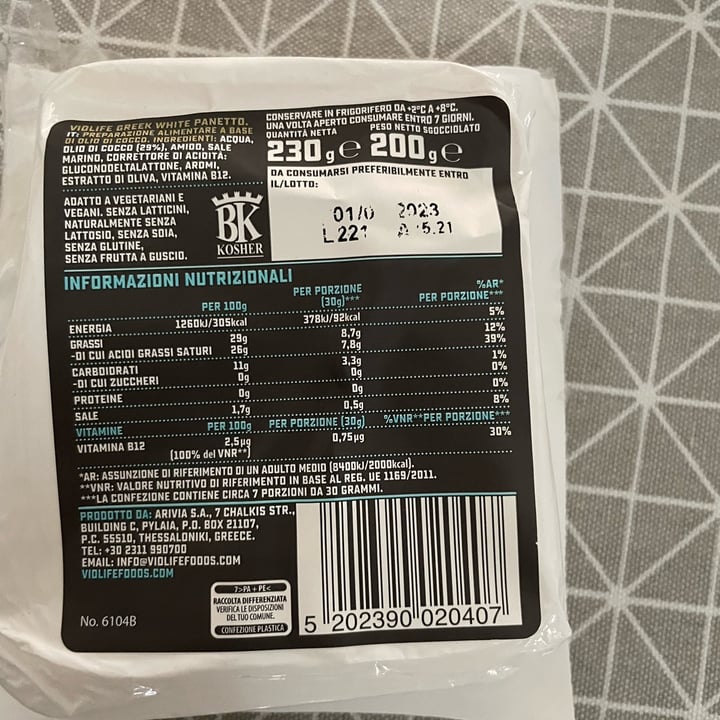 VIOLIFE GREEK WHITE PANETTO.
IT: PREPARAZIONE ALIMENTARE A BASE
DI OLIO DI COCCO. INGREDIENTI: ACQUA,
OLIO DI COCCO (29%), AMIDO, SALE
MARINO, CORRETTORE DI ACIDITÀ:
GLUCONODELTALATTONE, AROMI,
ESTRATTO DI OLIVA, VITAMINA B12.
ADATTO A VEGETARIANI E
VEGANI. SENZA LATTICINI,
NATURALMENTE SENZA
LATTOSIO, SENZA SOIA,
SENZA GLUTINE,
SENZA FRUTTA A GUSCIO.
BK
KOSHER
CONSERVARE IN FRIGORIFERO DA +2°C A +8°C.
UNA VOLTA APERTO CONSUMARE ENTRO 7 GIORNI.
QUANTITÀ NETTA PESO NETTO SGOCCIOLATO
230 g e 200 g e
DA CONSUMARSI PREFERIBILMENTE ENTRO
IL/LOTTO:
01/0 2023
L221 5.21
INFORMAZIONI NUTRIZIONALI
PER 100g PER PORZIONE (30g)*** %AR* PER PORZIONE***
ENERGIA 1260kJ/305kcal 378kJ/92kcal 5%
GRASSI 29g 8,7g 12%
-DI CUI ACIDI GRASSI SATURI 26g 7,8g 39%
CARBOIDRATI 11g 3,3g 1%
-DI CUI ZUCCHERI 0g 0g 0%
PROTEINE 0g 0g 0%
SALE 1,7g 0,5g 8%
VITAMINE PER 100g PER PORZIONE (30g) %VNR**PER PORZIONE***
VITAMINA B12 2,5µg 0,75µg 30%
(100% del VNR**)
*AR: ASSUNZIONE DI RIFERIMENTO DI UN ADULTO MEDIO (8400kJ/2000kcal).
**VNR: VALORE NUTRITIVO DI RIFERIMENTO IN BASE AL REG. UE 1169/2011.
***LA CONFEZIONE CONTIENE CIRCA 7 PORZIONI DA 30 GRAMMI.
PRODOTTO DA: ARIVIA S.A., 7 CHALKIS STR.,
BUILDING C, PYLAIA, P.O. BOX 21107,
P.C. 55510, THESSALONIKI, GREECE.
TEL: +30 2311 990700
EMAIL: INFO@VIOLIFEFOODS.COM
VIOLIFEFOODS.COM
No. 6104B
7>PA + PE<
RACCOLTA DIFFERENZIATA
VERIFICA LE DISPOSIZIONI
DEL TUO COMUNE.
CONFEZIONE PLASTICA
5 202390 020407